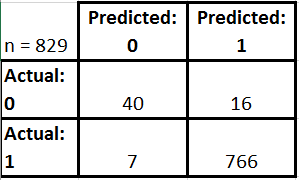 Predicted: Predicted:
n = 829 0 1
Actual:
0 40 16
Actual:
1 7 766